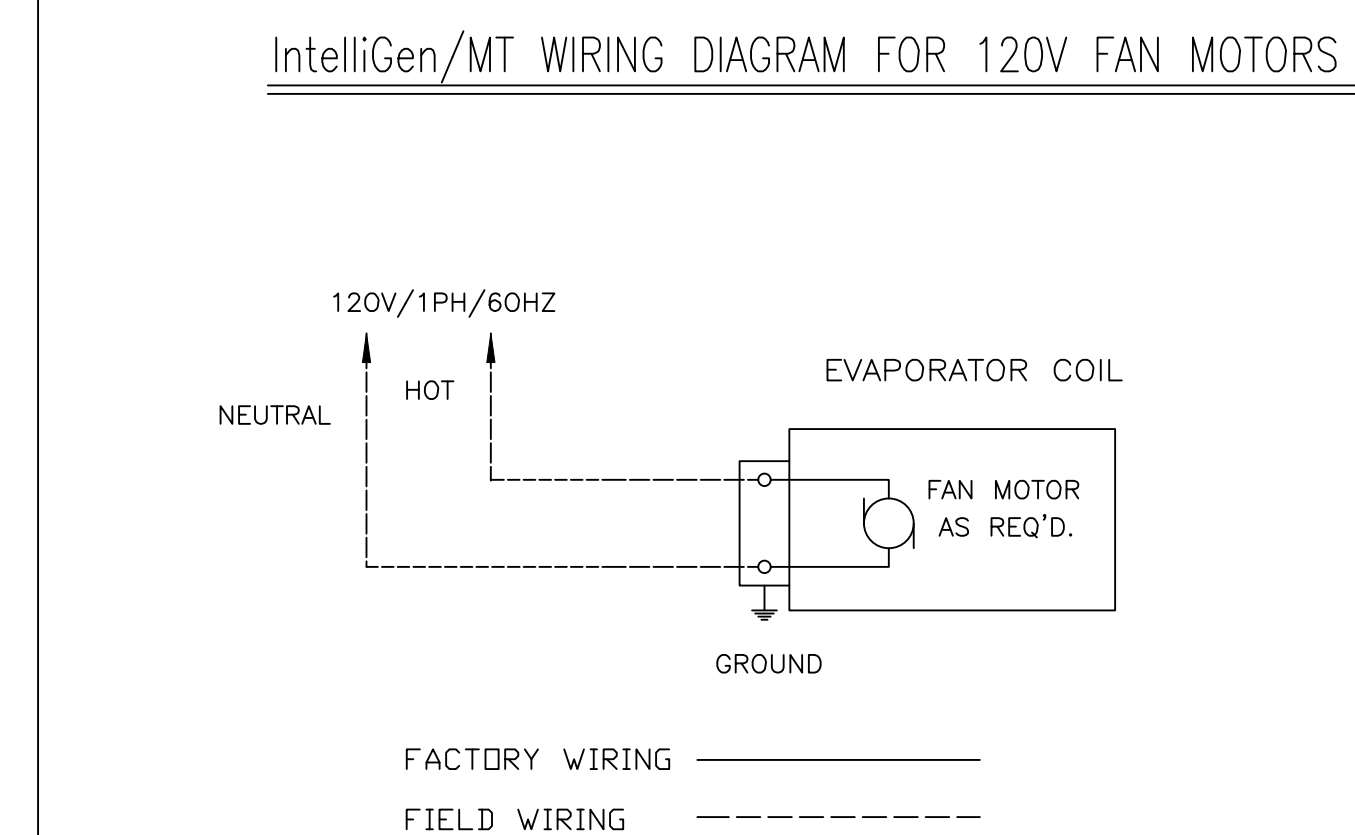 IntelliGen/MT WIRING DIAGRAM FOR 120V FAN MOTORS
120V/1PH/60HZ
HOT
NEUTRAL
EVAPORATOR COIL
FAN MOTOR
AS REQ'D.
GROUND
FACTORY WIRING
FIELD WIRING